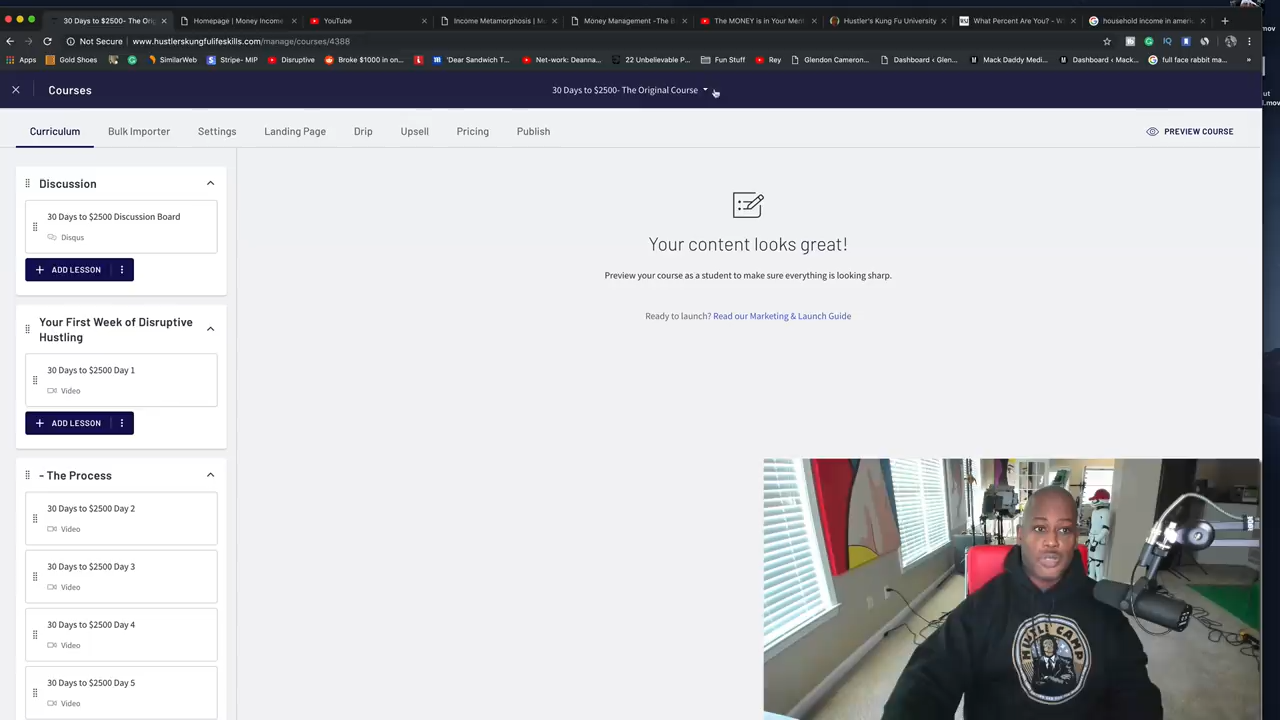 30 Days to $2500- The Ori
Homepage | Money Income
YouTube
Income Metamorphosis | M
Money Management -The B
The MONEY is in Your Ment
Hustler's Kung Fu University
What Percent Are You? - W
household income in ameri
.mov
Not Secure
www.hustlerskungfulifeskills.com/manage/courses/4388
Apps
Gold Shoes
SimilarWeb
Stripe- MIP
Disruptive
Broke $1000 in on...
'Dear Sandwich T...
Net-work: Deanna...
22 Unbelievable P...
Fun Stuff
Rey
Glendon Cameron...
Dashboard ‹ Glen...
Mack Daddy Medi...
Dashboard ‹ Mack...
full face rabbit ma...
»
Courses
30 Days to $2500- The Original Course
Curriculum
Bulk Importer
Settings
Landing Page
Drip
Upsell
Pricing
Publish
PREVIEW COURSE
Discussion
30 Days to $2500 Discussion Board
Disqus
+ ADD LESSON
Your First Week of Disruptive
Hustling
30 Days to $2500 Day 1
Video
+ ADD LESSON
- The Process
30 Days to $2500 Day 2
Video
30 Days to $2500 Day 3
Video
30 Days to $2500 Day 4
Video
30 Days to $2500 Day 5
Video
Your content looks great!
Preview your course as a student to make sure everything is looking sharp.
Ready to launch? Read our Marketing & Launch Guide
HUSTLE CAMP